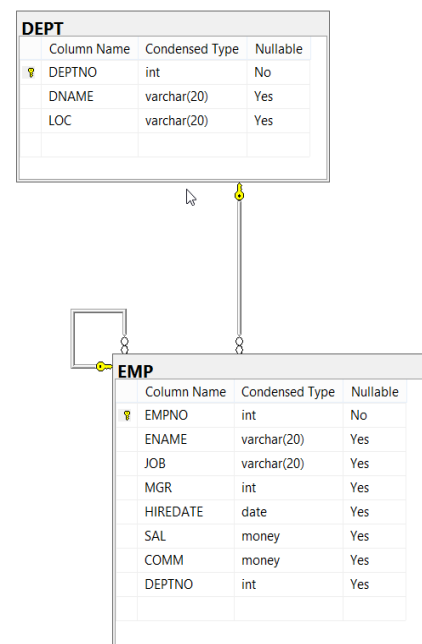 DEPT
Column Name Condensed Type Nullable
DEPTNO int No
DNAME varchar(20) Yes
LOC varchar(20) Yes
EMP
Column Name Condensed Type Nullable
EMPNO int No
ENAME varchar(20) Yes
JOB varchar(20) Yes
MGR int Yes
HIREDATE date Yes
SAL money Yes
COMM money Yes
DEPTNO int Yes